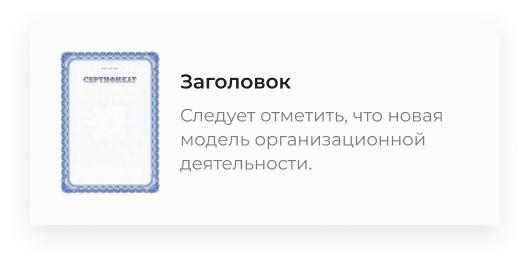 СЕРТИФИКАТ
Заголовок
Следует отметить, что новая
модель организационной
деятельности.